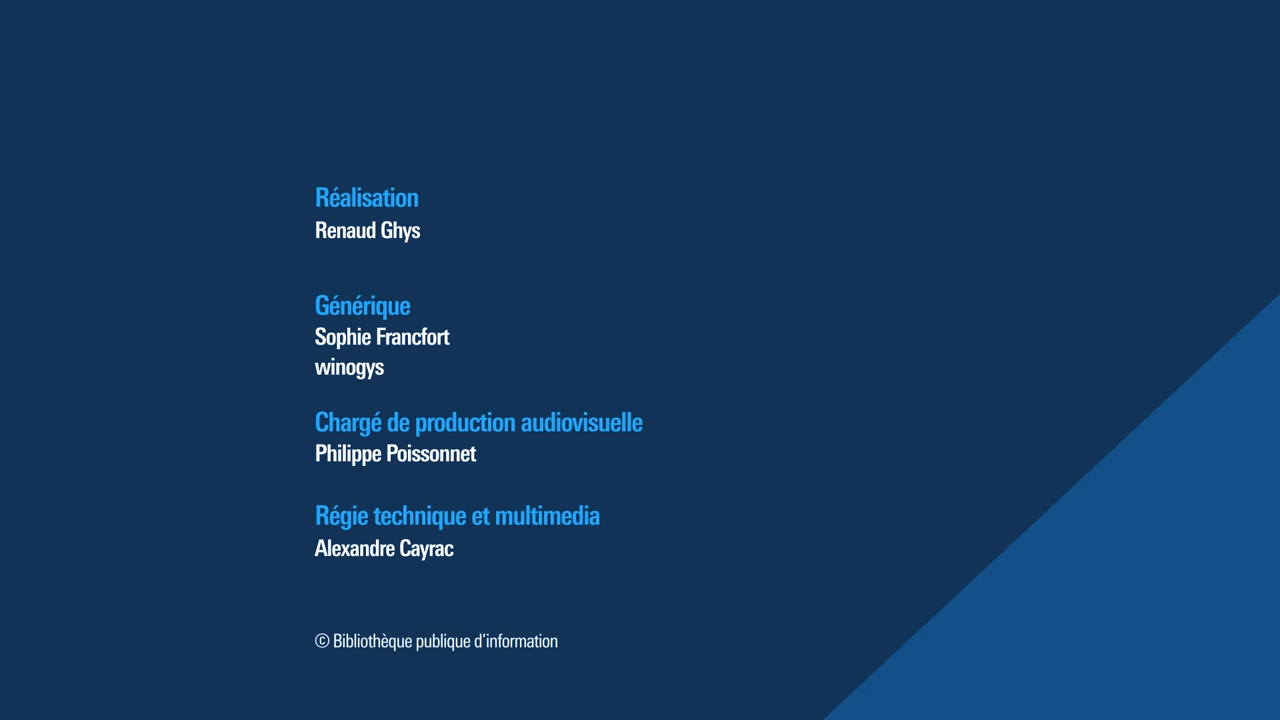 Réalisation
Renaud Ghys
Générique
Sophie Francfort
winogys
Chargé de production audiovisuelle
Philippe Poissonnet
Régie technique et multimedia
Alexandre Cayrac
© Bibliothèque publique d’information